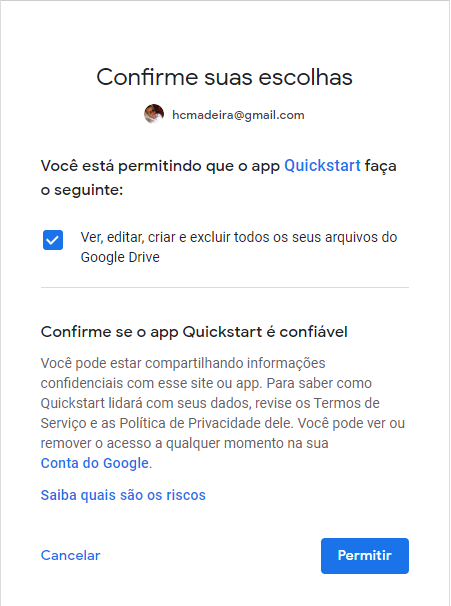 Confirme suas escolhas
hcmadeira@gmail.com
Você está permitindo que o app Quickstart faça
o seguinte:
Ver, editar, criar e excluir todos os seus arquivos do
Google Drive
Confirme se o app Quickstart é confiável
Você pode estar compartilhando informações
confidenciais com esse site ou app. Para saber como
Quickstart lidará com seus dados, revise os Termos de
Serviço e as Política de Privacidade dele. Você pode ver ou
remover o acesso a qualquer momento na sua
Conta do Google.
Saiba quais são os riscos
Cancelar
Permitir